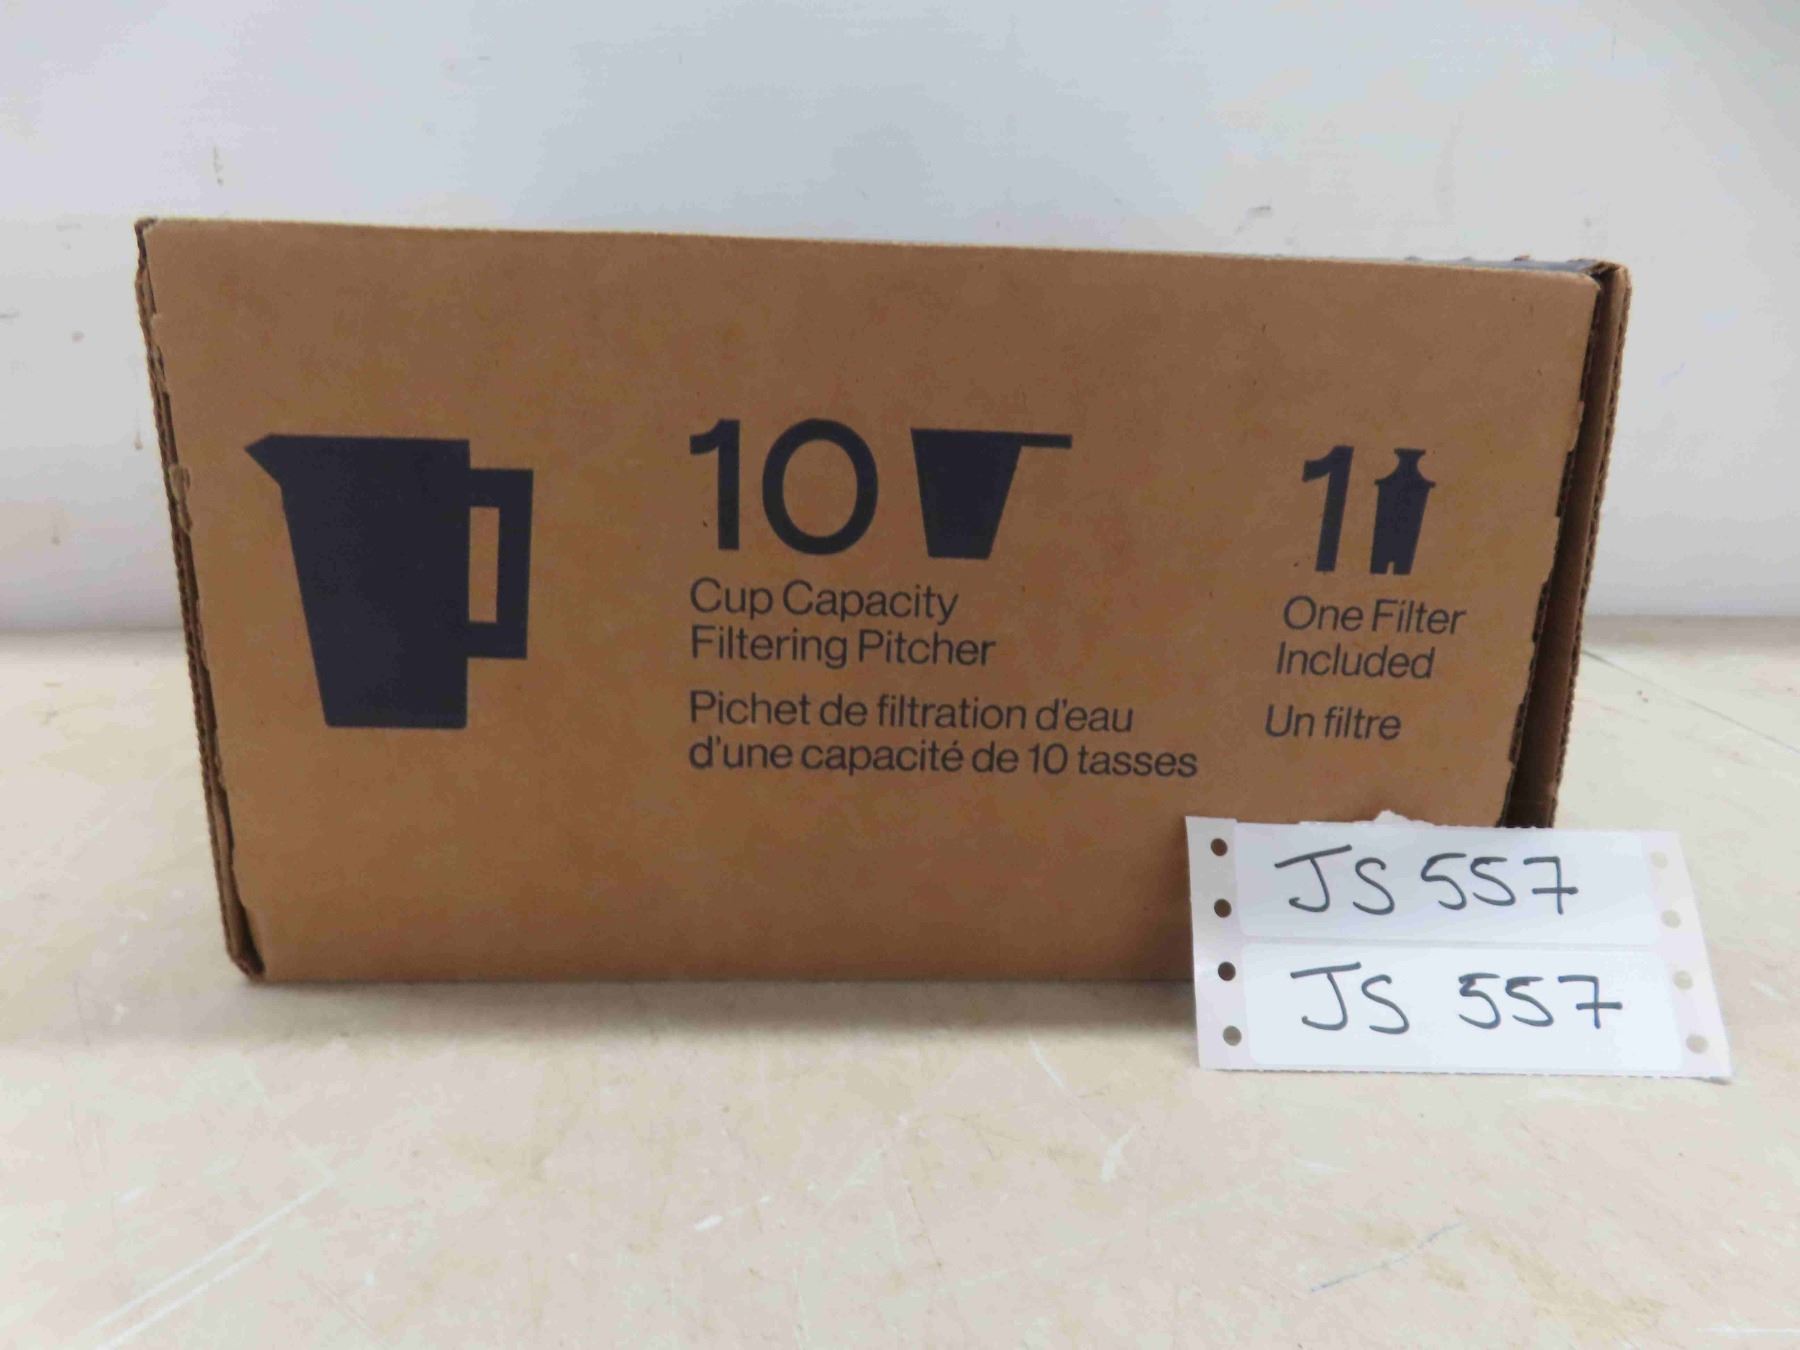 10
Cup Capacity
Filtering Pitcher
Pichet de filtration d'eau
d'une capacité de 10 tasses
1
One Filter
Included
Un filtre
JS 557
JS 557